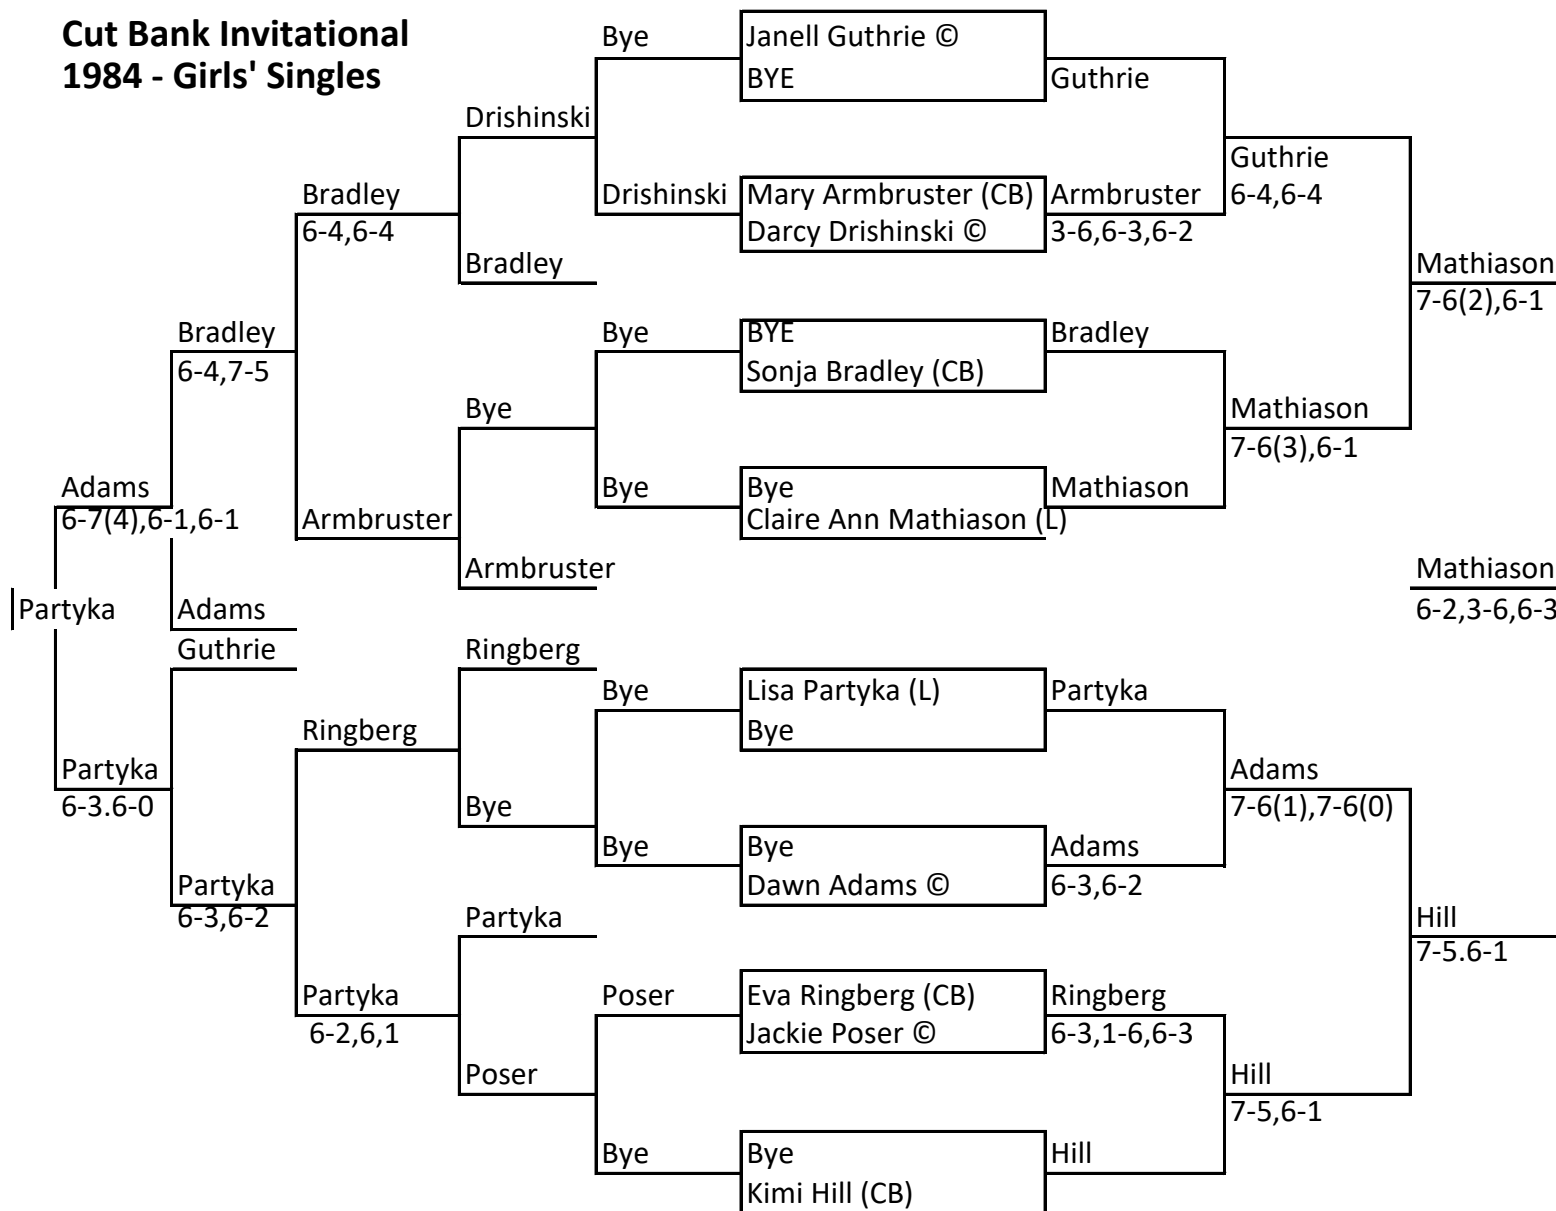 Cut Bank Invitational
1984 - Girls' Singles
Bye
Janell Guthrie ©
BYE
Guthrie
Drishinski
Guthrie
6-4,6-4
Bradley
6-4,6-4
Drishinski
Mary Armbruster (CB)
Darcy Drishinski ©
Armbruster
3-6,6-3,6-2
Bradley
Mathiason
7-6(2),6-1
Bradley
6-4,7-5
Bye
BYE
Sonja Bradley (CB)
Bradley
Bye
Mathiason
7-6(3),6-1
Adams
6-7(4),6-1,6-1
Armbruster
Bye
Bye
Claire Ann Mathiason (L)
Mathiason
Armbruster
Mathiason
6-2,3-6,6-3
Partyka
Adams
Guthrie
Ringberg
Bye
Lisa Partyka (L)
Bye
Partyka
Ringberg
Partyka
6-3.6-0
Bye
Adams
7-6(1),7-6(0)
Bye
Bye
Dawn Adams ©
Adams
6-3,6-2
Partyka
6-3,6-2
Partyka
Hill
7-5.6-1
Partyka
6-2,6,1
Poser
Eva Ringberg (CB)
Jackie Poser ©
Ringberg
6-3,1-6,6-3
Poser
Hill
7-5,6-1
Bye
Bye
Kimi Hill (CB)
Hill